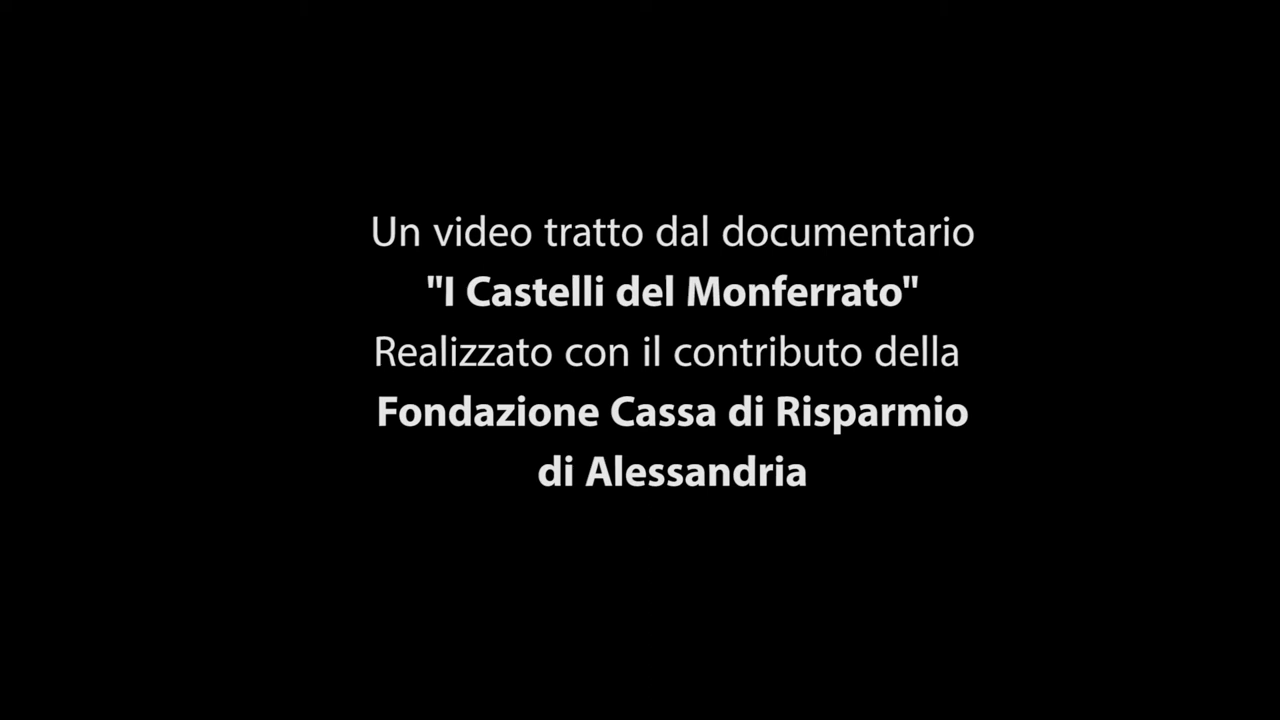 Un video tratto dal documentario
"I Castelli del Monferrato"
Realizzato con il contributo della
Fondazione Cassa di Risparmio
di Alessandria